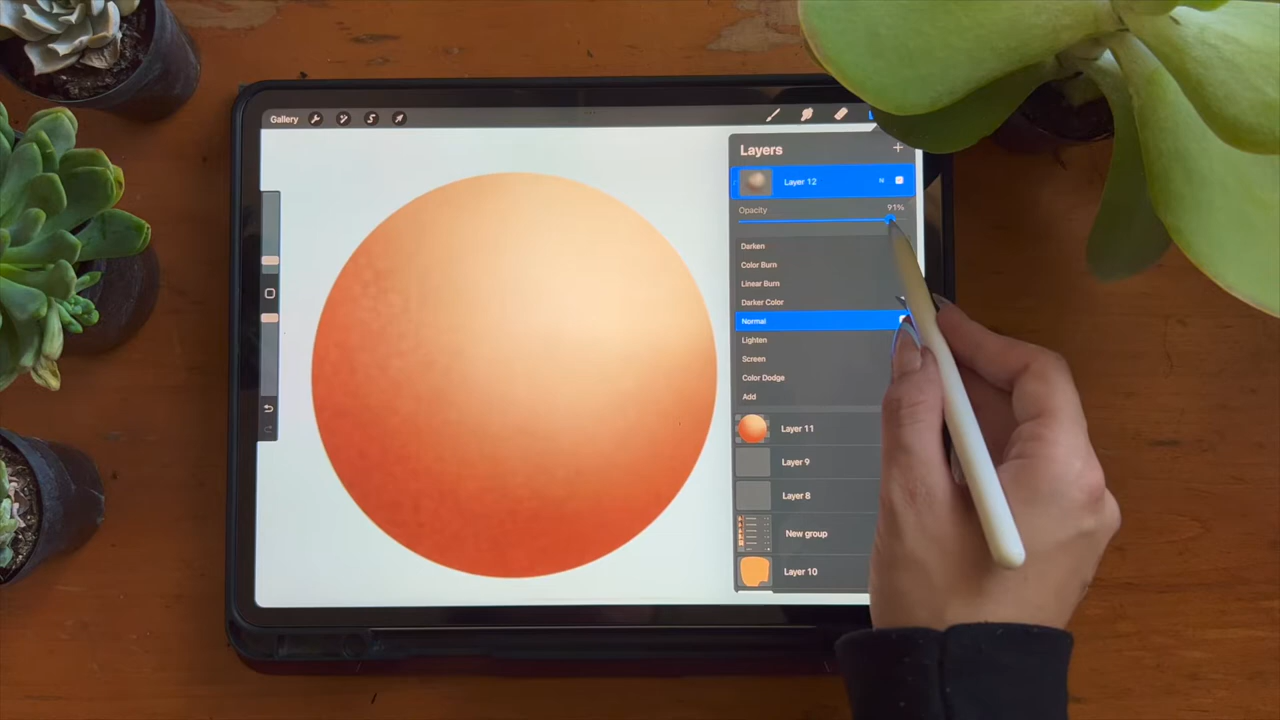 Gallery
Layers
Layer 12 N
Opacity 91%
Darken
Color Burn
Linear Burn
Darker Color
Normal
Lighten
Screen
Color Dodge
Add
Layer 11
Layer 9
Layer 8
New group
Layer 10